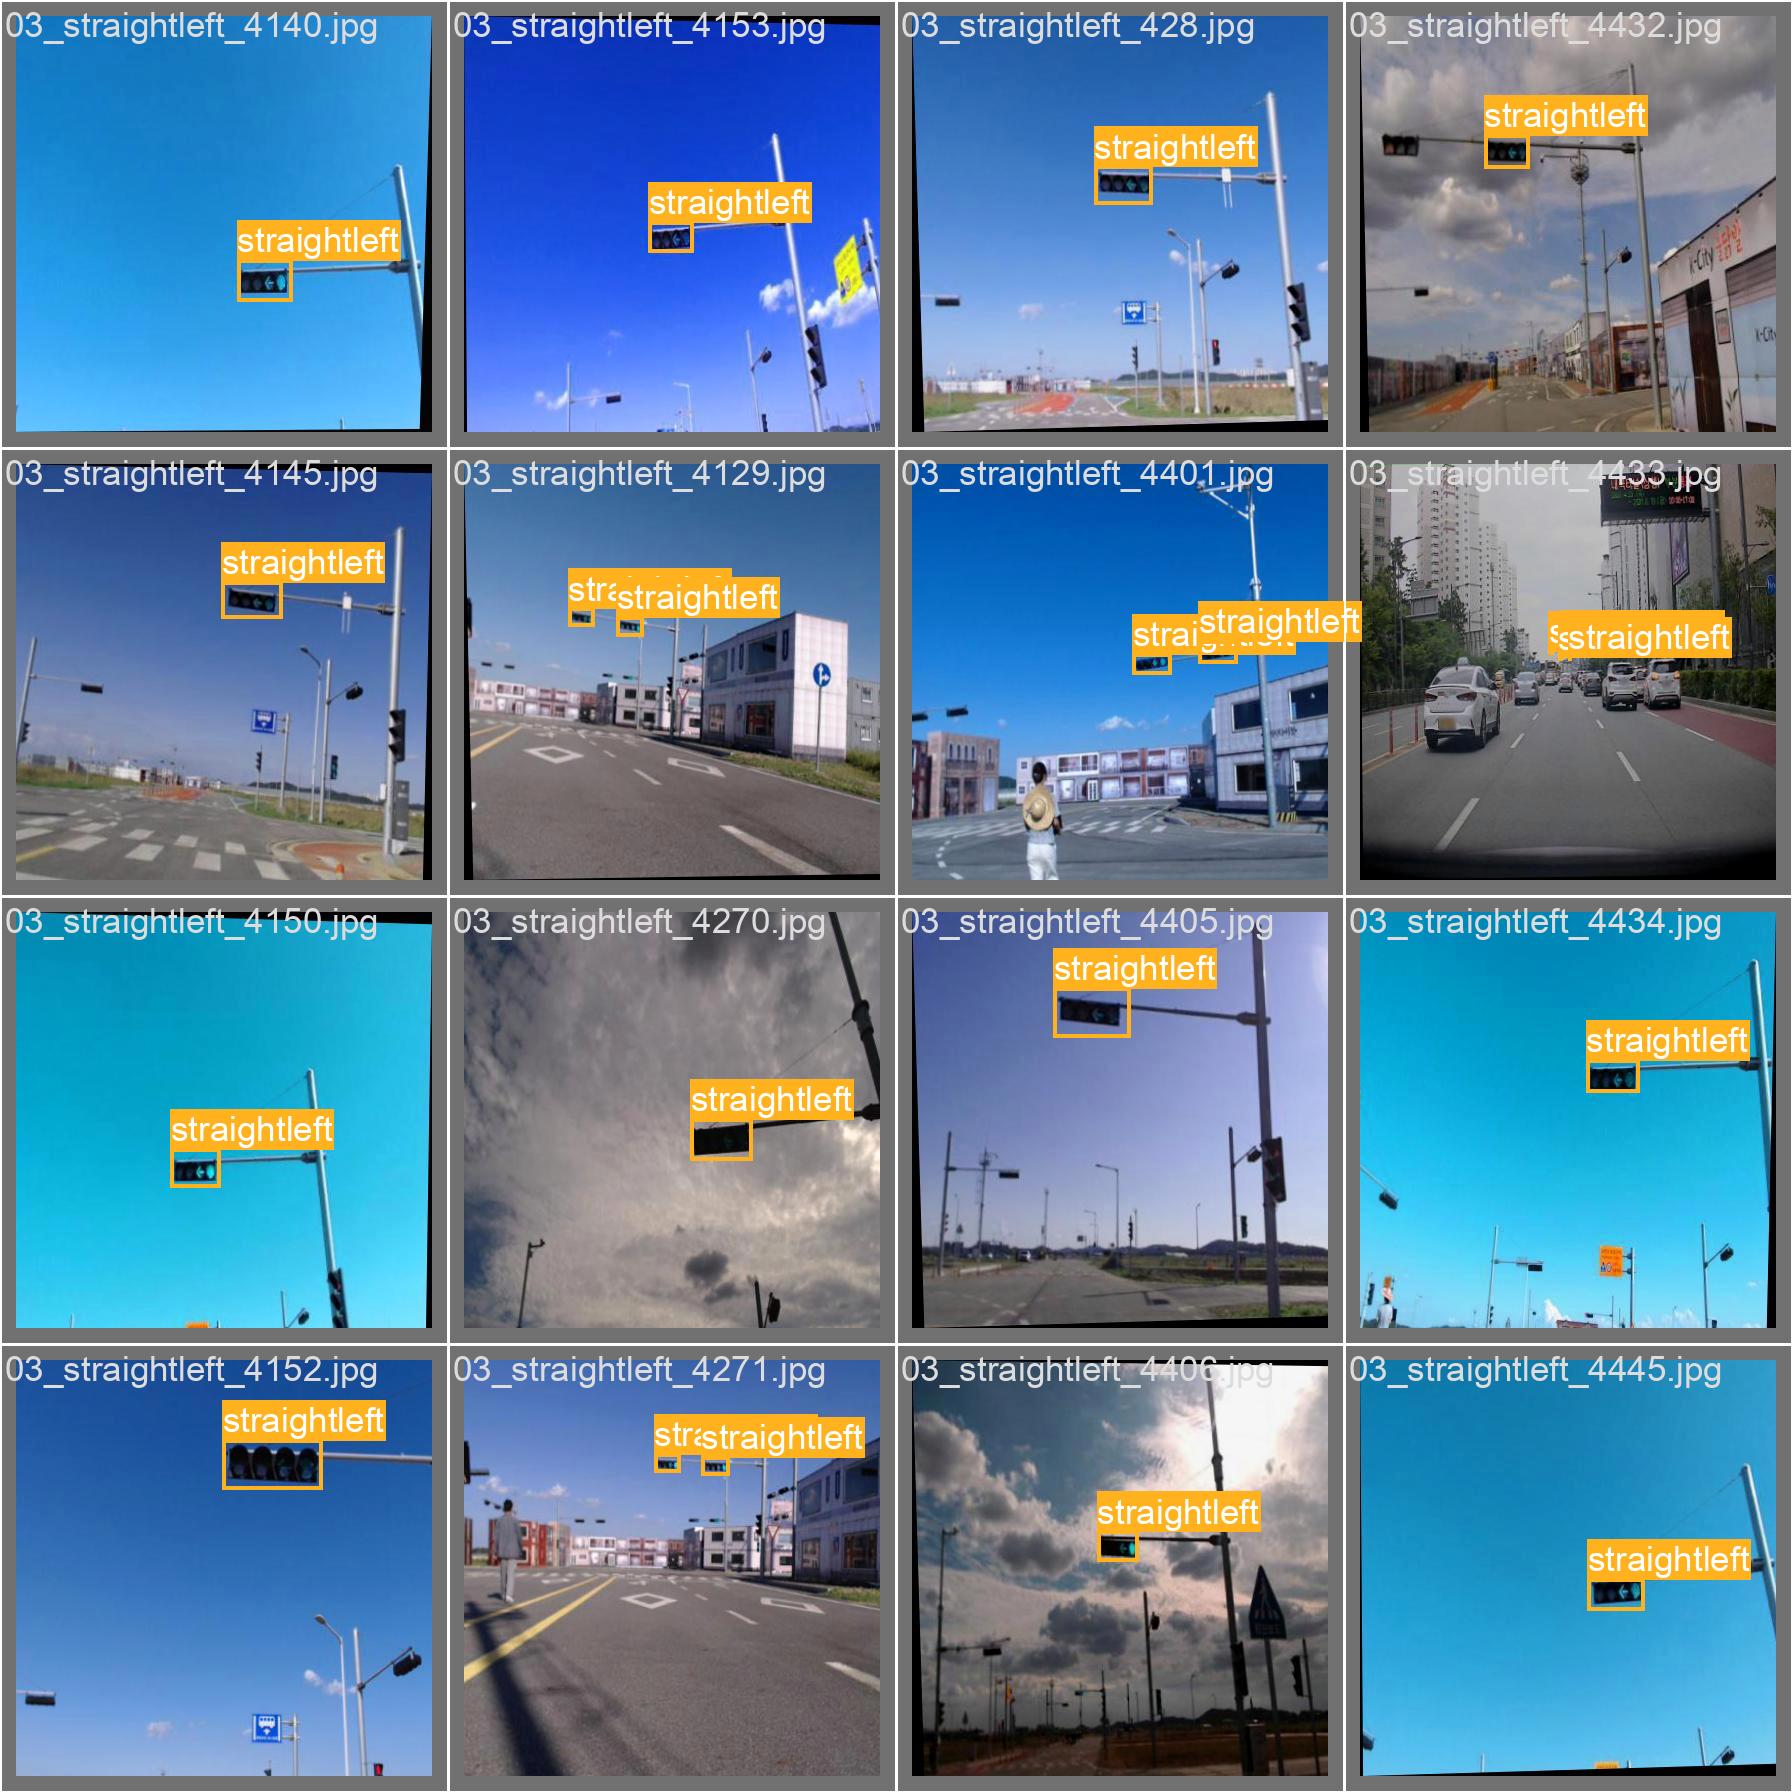 03_straightleft_4140.jpg
straightleft
03_straightleft_4153.jpg
straightleft
03_straightleft_428.jpg
straightleft
03_straightleft_4432.jpg
straightleft
K-City
03_straightleft_4145.jpg
straightleft
03_straightleft_4129.jpg
straightleft
03_straightleft_4401.jpg
straightleft
03_straightleft_4433.jpg
straightleft
03_straightleft_4150.jpg
straightleft
03_straightleft_4270.jpg
straightleft
03_straightleft_4405.jpg
straightleft
03_straightleft_4434.jpg
straightleft
03_straightleft_4152.jpg
straightleft
03_straightleft_4271.jpg
straightleft
03_straightleft_4406.jpg
straightleft
03_straightleft_4445.jpg
straightleft